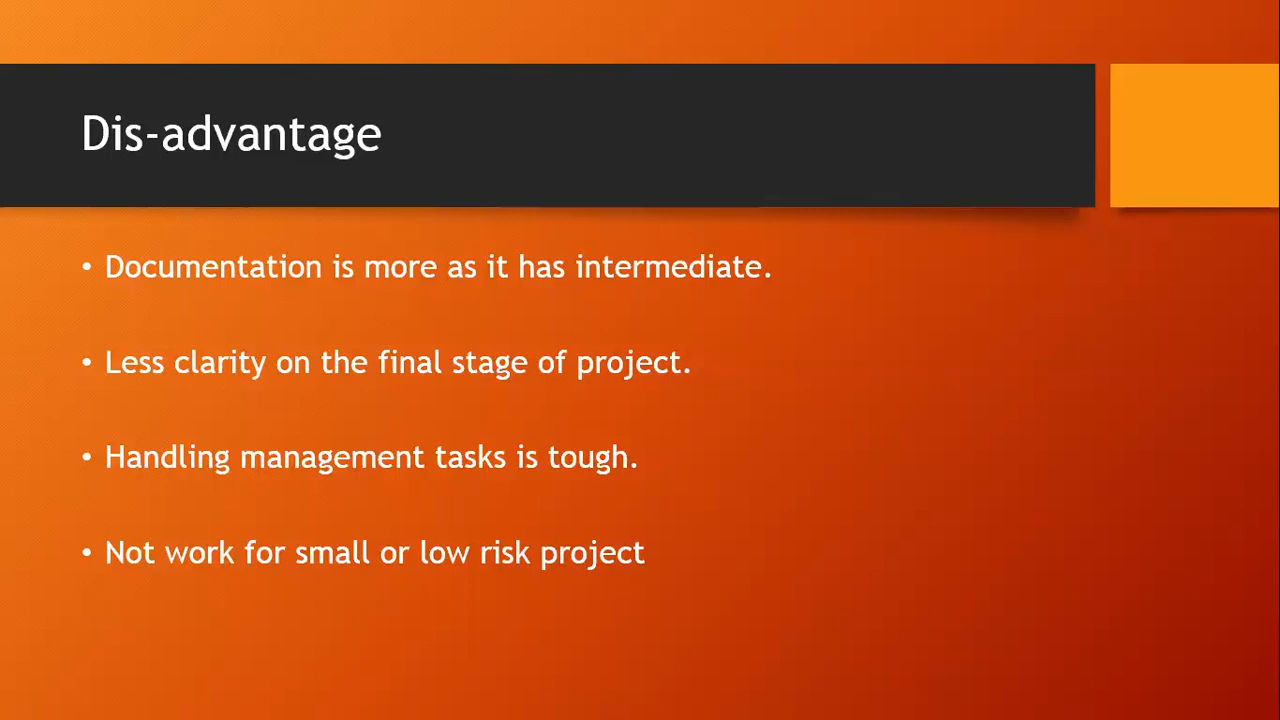 Dis-advantage
• Documentation is more as it has intermediate.
• Less clarity on the final stage of project.
• Handling management tasks is tough.
• Not work for small or low risk project